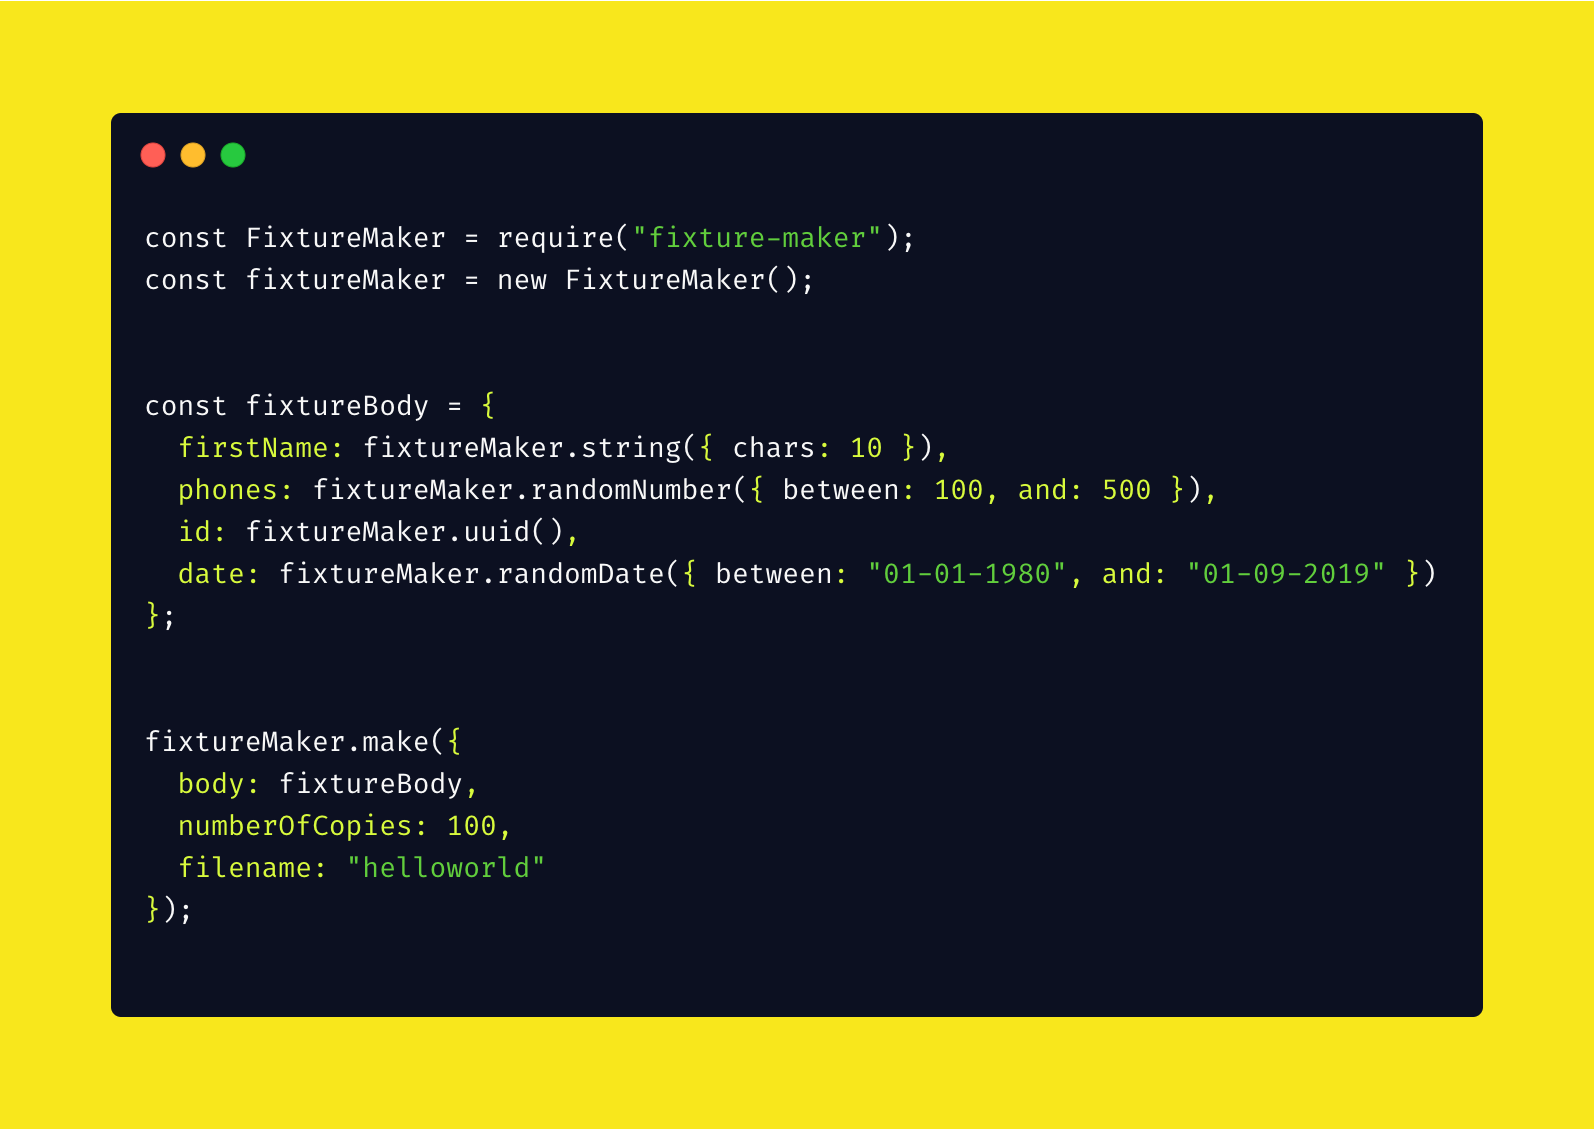 const FixtureMaker = require("fixture-maker");
const fixtureMaker = new FixtureMaker();
const fixtureBody = {
  firstName: fixtureMaker.string({ chars: 10 }),
  phones: fixtureMaker.randomNumber({ between: 100, and: 500 }),
  id: fixtureMaker.uuid(),
  date: fixtureMaker.randomDate({ between: "01-01-1980", and: "01-09-2019" })
};
fixtureMaker.make({
  body: fixtureBody,
  numberOfCopies: 100,
  filename: "helloworld"
});